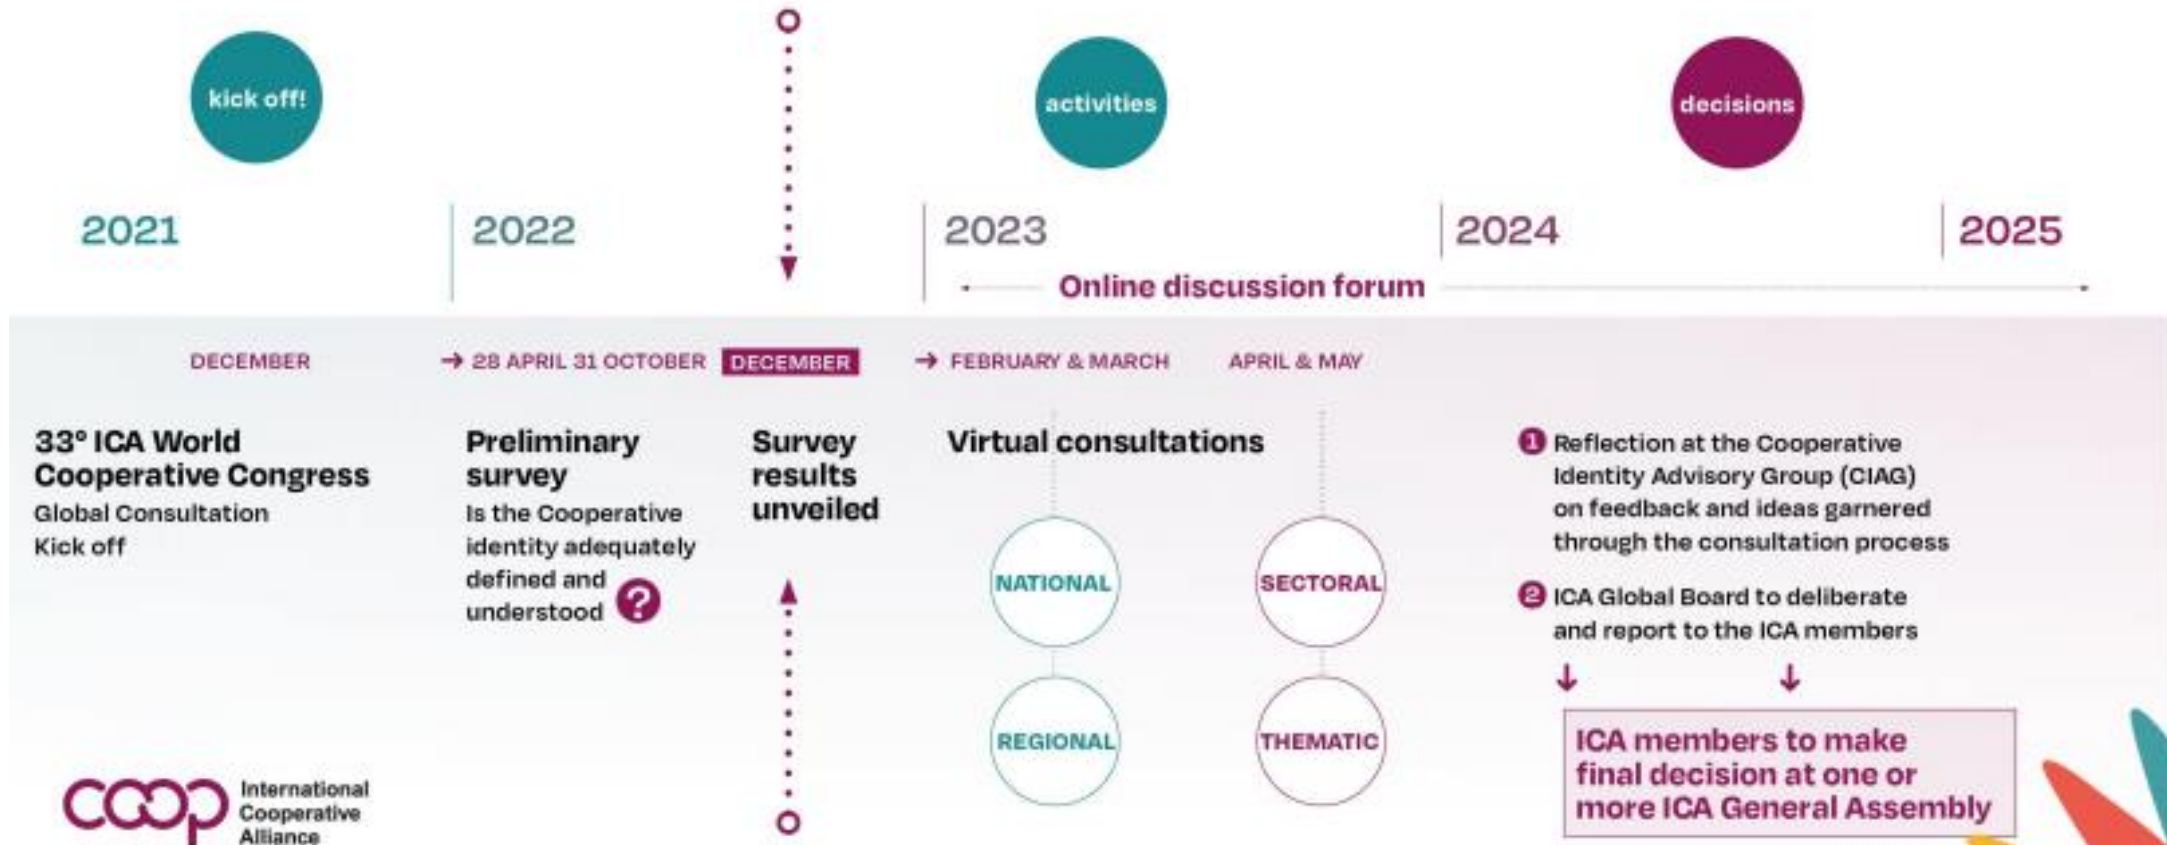 kick off!
activities
decisions
2021
2022
2023
2024
2025
Online discussion forum
DECEMBER
→ 28 APRIL 31 OCTOBER
DECEMBER
→ FEBRUARY & MARCH
APRIL & MAY
33° ICA World
Cooperative Congress
Global Consultation
Kick off
Preliminary
survey
Is the Cooperative
identity adequately
defined and
understood ?
Survey
results
unveiled
Virtual consultations
NATIONAL
REGIONAL
SECTORAL
THEMATIC
1 Reflection at the Cooperative
Identity Advisory Group (CIAG)
on feedback and ideas garnered
through the consultation process
2 ICA Global Board to deliberate
and report to the ICA members
ICA members to make
final decision at one or
more ICA General Assembly
coop
International
Cooperative
Alliance